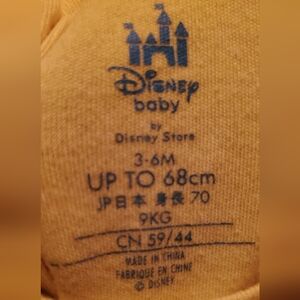 Disney
baby
by
Disney Store
3-6M
UP TO 68cm
JP日本 身長 70
9KG
CN 59/44
MADE IN CHINA
FABRIQUÉ EN CHINE
© DISNEY